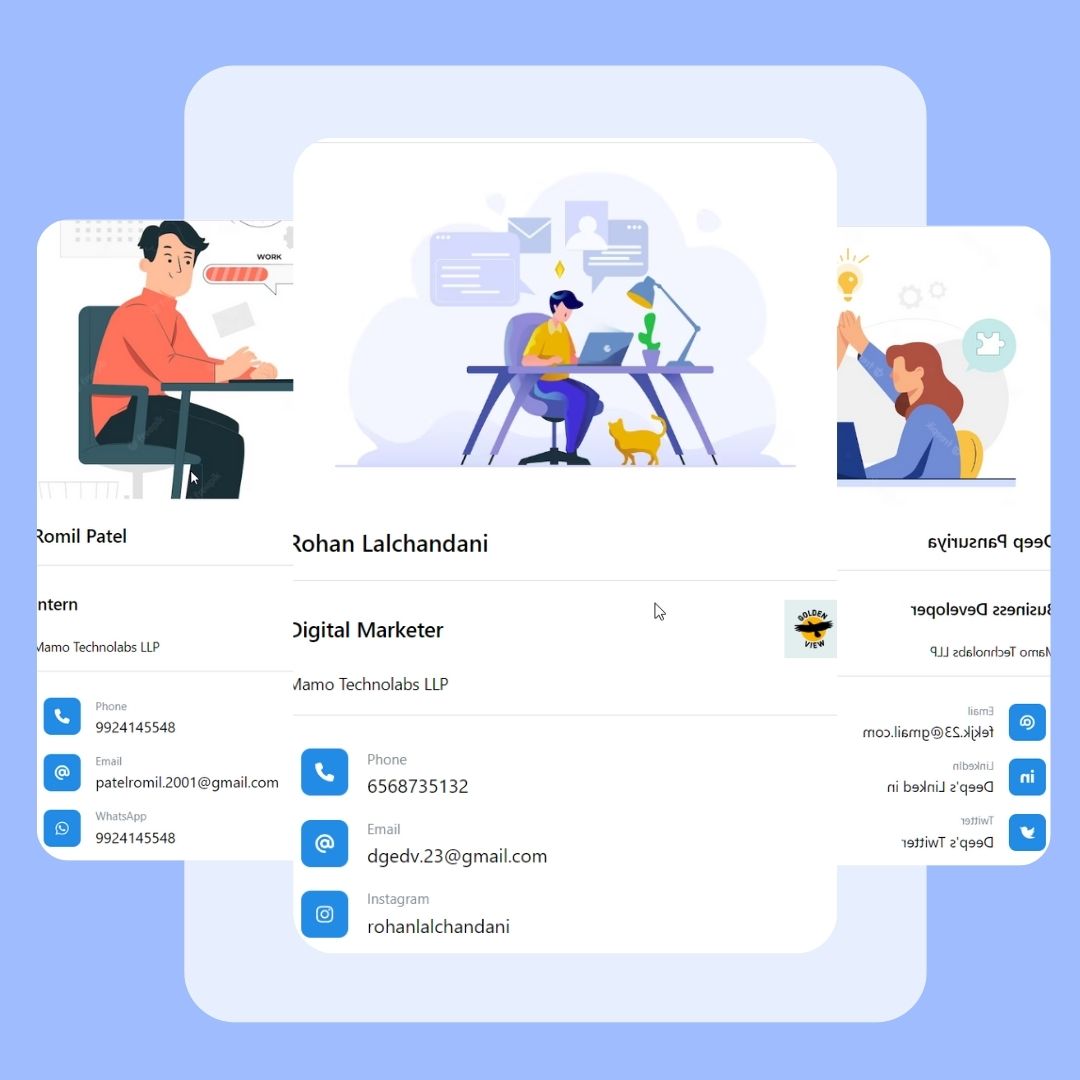 WORK
Romil Patel
ntern
Mamo Technolabs LLP
Phone
9924145548
Email
patelromil.2001@gmail.com
WhatsApp
9924145548
Rohan Lalchandani
Digital Marketer
GOLDEN
VIEW
Mamo Technolabs LLP
Phone
6568735132
Email
dgedv.23@gmail.com
Instagram
rohanlalchandani
Deep Pansuriya
Business Developer
Mamo Technolabs LLP
Email
fekjk.23@gmail.com
LinkedIn
in
Deep's Linked in
Twitter
Deep's Twitter